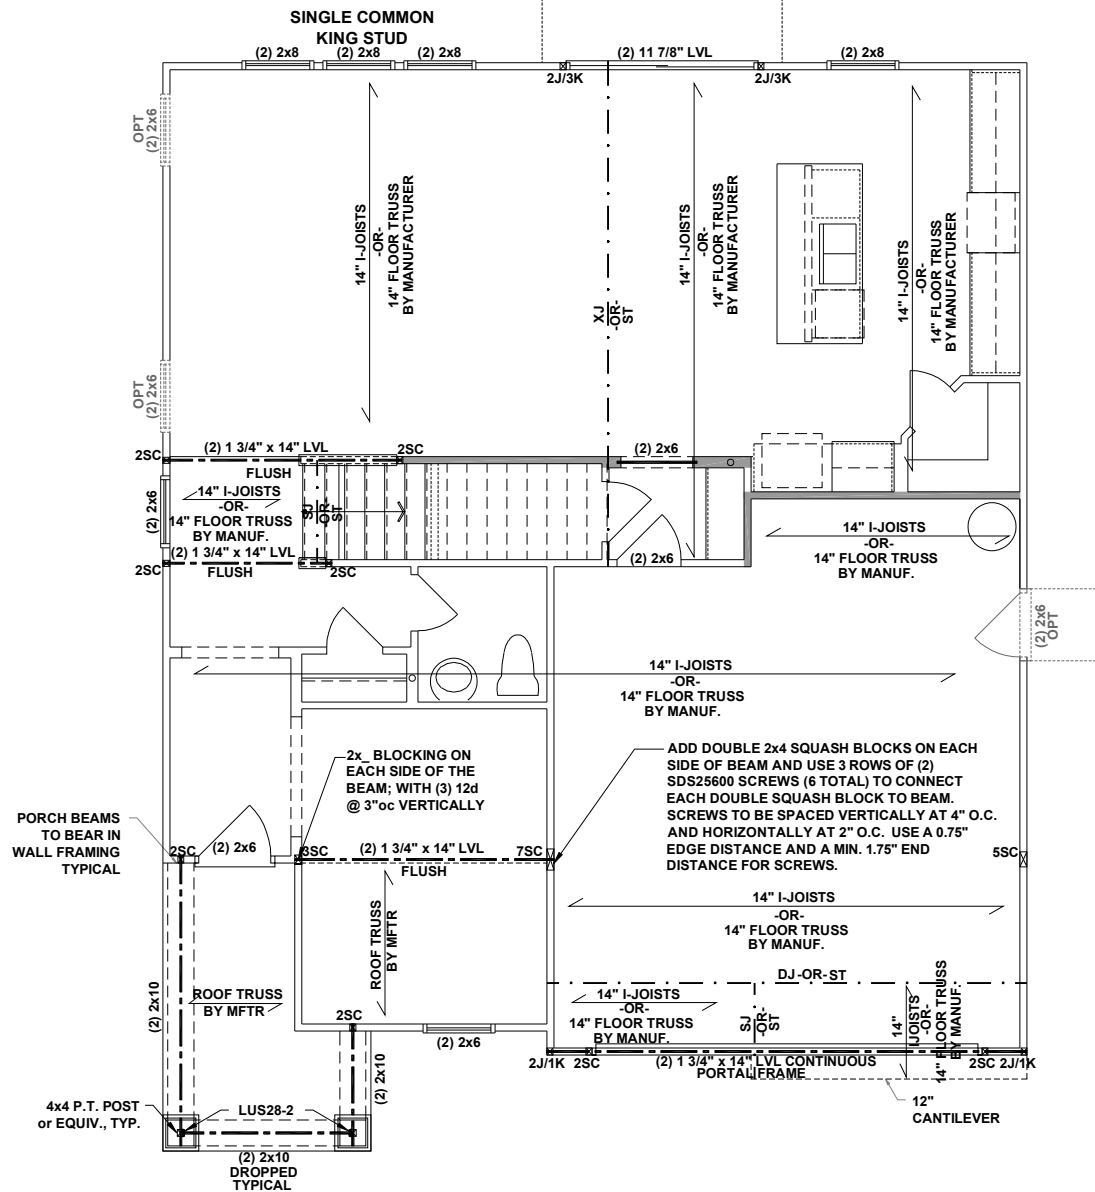 SINGLE COMMON
KING STUD
(2) 2x8
(2) 2x8
(2) 2x8
(2) 11 7/8" LVL
(2) 2x8
2J/3K
2J/3K
OPT
(2) 2x6
14" I-JOISTS
-OR-
14" FLOOR TRUSS
BY MANUFACTURER
XJ
-OR-
ST
14" I-JOISTS
-OR-
14" FLOOR TRUSS
BY MANUFACTURER
14" I-JOISTS
-OR-
14" FLOOR TRUSS
BY MANUFACTURER
OPT
(2) 2x6
2SC
(2) 1 3/4" x 14" LVL
2SC
FLUSH
(2) 2x6
(2) 2x6
14" I-JOISTS
-OR-
14" FLOOR TRUSS
BY MANUF.
SJ
-OR-
ST
(2) 1 3/4" x 14" LVL
2SC
FLUSH
2SC
(2) 2x6
14" I-JOISTS
-OR-
14" FLOOR TRUSS
BY MANUF.
(2) 2x6
OPT
14" I-JOISTS
-OR-
14" FLOOR TRUSS
BY MANUF.
2x_ BLOCKING ON
EACH SIDE OF THE
BEAM; WITH (3) 12d
@ 3"oc VERTICALLY
ADD DOUBLE 2x4 SQUASH BLOCKS ON EACH
SIDE OF BEAM AND USE 3 ROWS OF (2)
SDS25600 SCREWS (6 TOTAL) TO CONNECT
EACH DOUBLE SQUASH BLOCK TO BEAM.
SCREWS TO BE SPACED VERTICALLY AT 4" O.C.
AND HORIZONTALLY AT 2" O.C. USE A 0.75"
EDGE DISTANCE AND A MIN. 1.75" END
DISTANCE FOR SCREWS.
PORCH BEAMS
TO BEAR IN
WALL FRAMING
TYPICAL
2SC
(2) 2x6
3SC
(2) 1 3/4" x 14" LVL
7SC
FLUSH
5SC
14" I-JOISTS
-OR-
14" FLOOR TRUSS
BY MANUF.
ROOF TRUSS
BY MFTR
DJ-OR-ST
ROOF TRUSS
BY MFTR
(2) 2x10
14" I-JOISTS
-OR-
14" FLOOR TRUSS
BY MANUF.
SJ
-OR-
ST
14"
IJOISTS
-OR-
14" FLOOR TRUSS
BY MANUF.
2SC
(2) 2x6
(2) 2x10
2J/1K
2SC
(2) 1 3/4" x 14" LVL CONTINUOUS
PORTAL FRAME
2SC
2J/1K
12"
CANTILEVER
4x4 P.T. POST
or EQUIV., TYP.
LUS28-2
(2) 2x10
DROPPED
TYPICAL